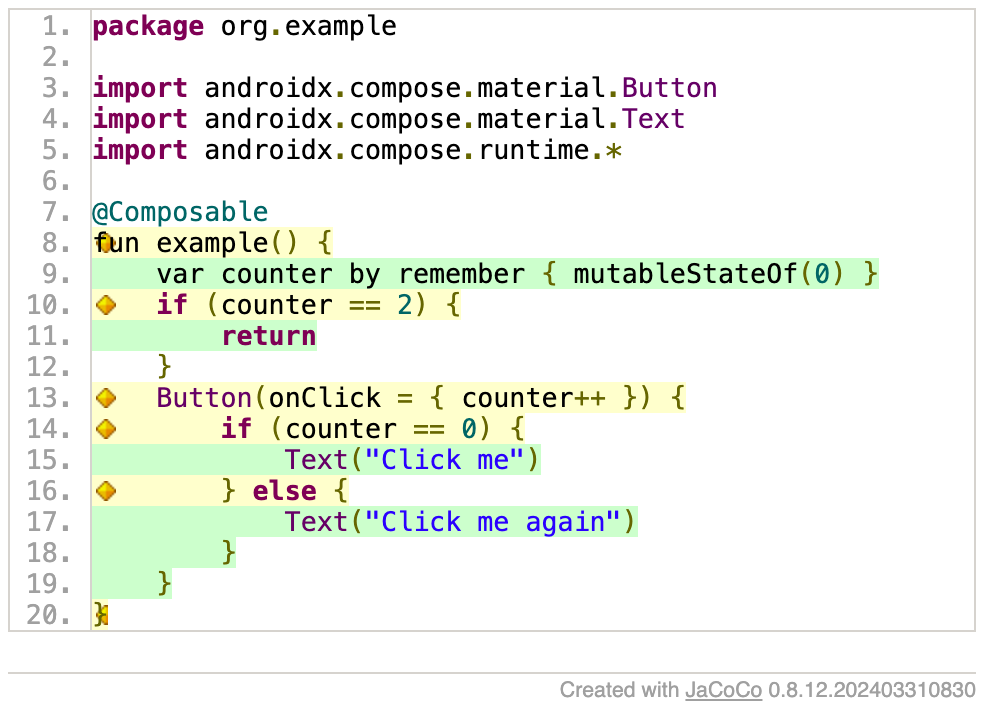 1. package org.example
2.
3. import androidx.compose.material.Button
4. import androidx.compose.material.Text
5. import androidx.compose.runtime.*
6.
7. @Composable
8. fun example() {
9.     var counter by remember { mutableStateOf(0) }
10.     if (counter == 2) {
11.         return
12.     }
13.     Button(onClick = { counter++ }) {
14.         if (counter == 0) {
15.             Text("Click me")
16.         } else {
17.             Text("Click me again")
18.         }
19.     }
20. }
Created with JaCoCo 0.8.12.202403310830